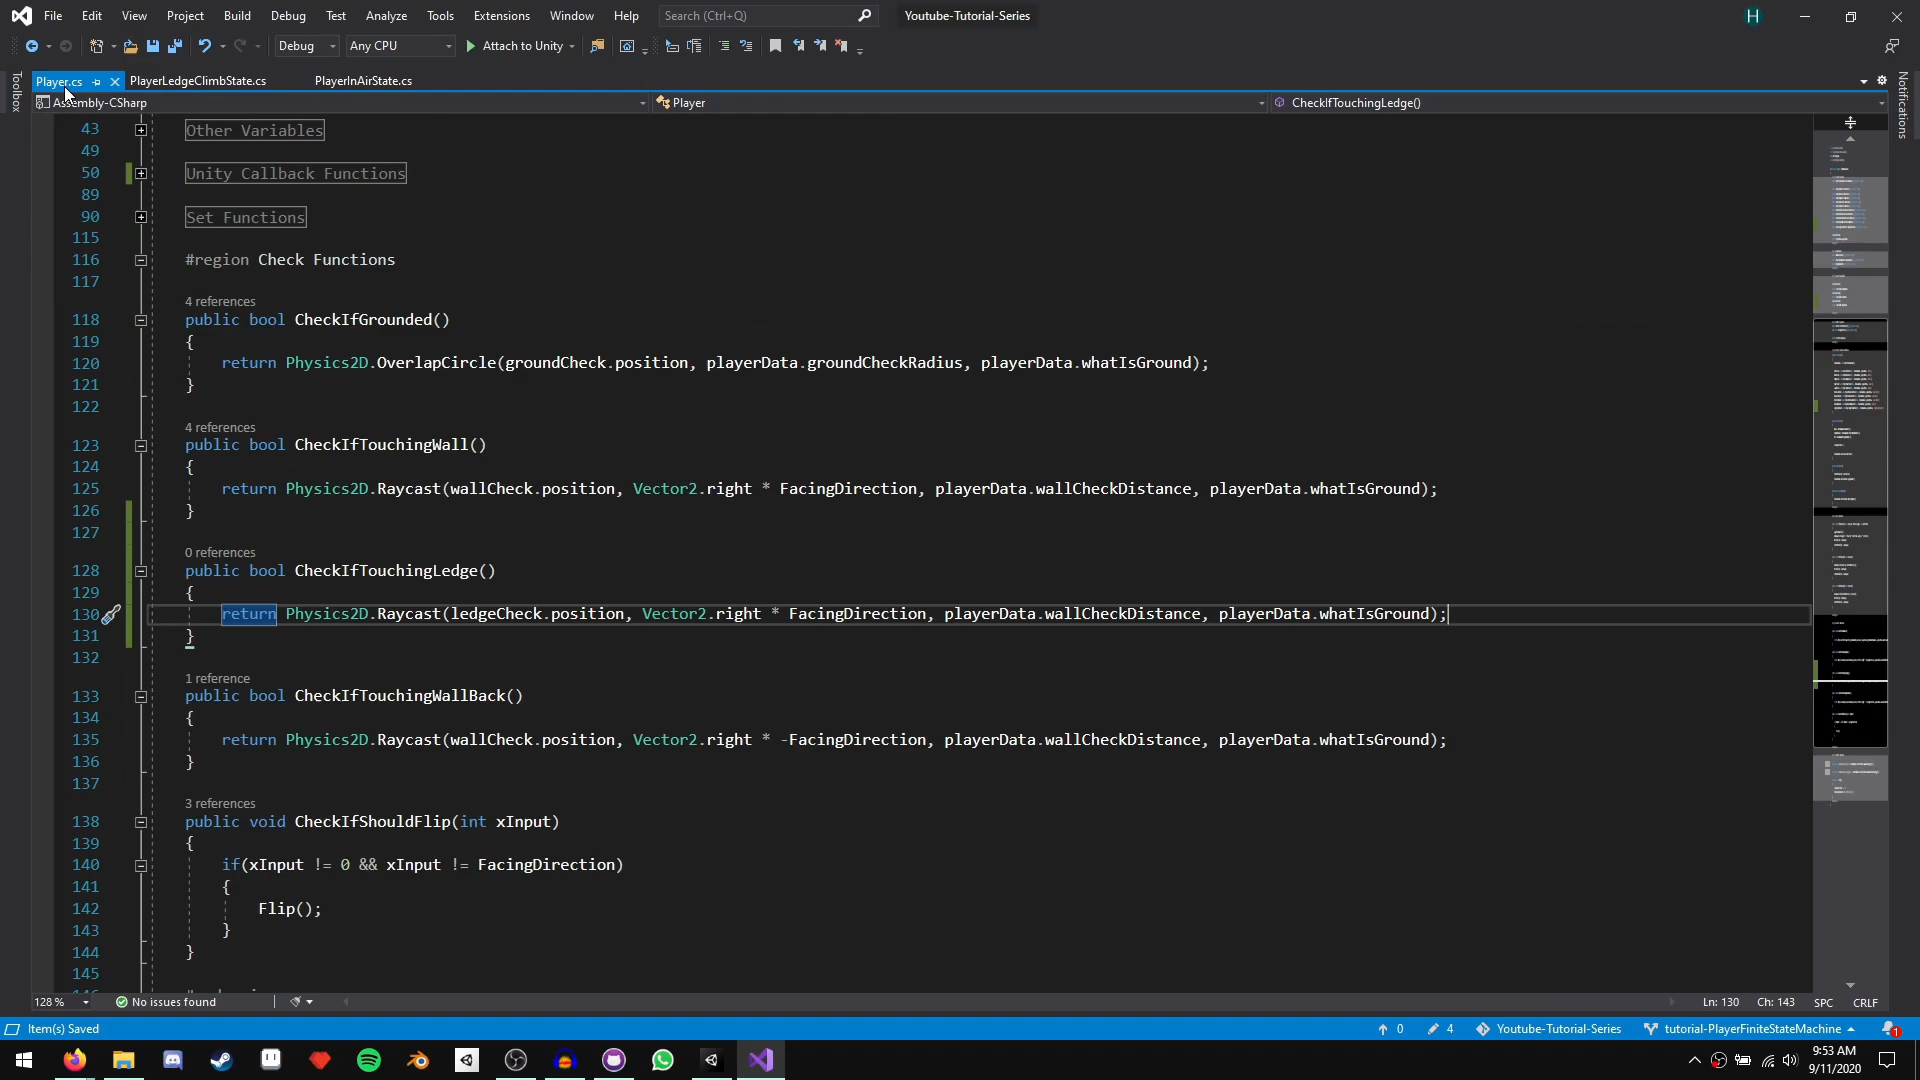 File Edit View Project Build Debug Test Analyze Tools Extensions Window Help Search (Ctrl+Q) Youtube-Tutorial-Series H
Debug Any CPU Attach to Unity
Player.cs PlayerLedgeClimbState.cs PlayerInAirState.cs
Toolbox
Notifications
Assembly-CSharp Player CheckIfTouchingLedge()
43 Other Variables
49
50 Unity Callback Functions
89
90 Set Functions
115
116 #region Check Functions
117
4 references
118 public bool CheckIfGrounded()
119 {
120 return Physics2D.OverlapCircle(groundCheck.position, playerData.groundCheckRadius, playerData.whatIsGround);
121 }
122
4 references
123 public bool CheckIfTouchingWall()
124 {
125 return Physics2D.Raycast(wallCheck.position, Vector2.right * FacingDirection, playerData.wallCheckDistance, playerData.whatIsGround);
126 }
127
0 references
128 public bool CheckIfTouchingLedge()
129 {
130 return Physics2D.Raycast(ledgeCheck.position, Vector2.right * FacingDirection, playerData.wallCheckDistance, playerData.whatIsGround);
131 }
132
1 reference
133 public bool CheckIfTouchingWallBack()
134 {
135 return Physics2D.Raycast(wallCheck.position, Vector2.right * -FacingDirection, playerData.wallCheckDistance, playerData.whatIsGround);
136 }
137
3 references
138 public void CheckIfShouldFlip(int xInput)
139 {
140 if(xInput != 0 && xInput != FacingDirection)
141 {
142 Flip();
143 }
144 }
145
128 % No issues found Ln: 130 Ch: 143 SPC CRLF
Item(s) Saved 0 4 Youtube-Tutorial-Series tutorial-PlayerFiniteStateMachine 1
9:53 AM
9/11/2020